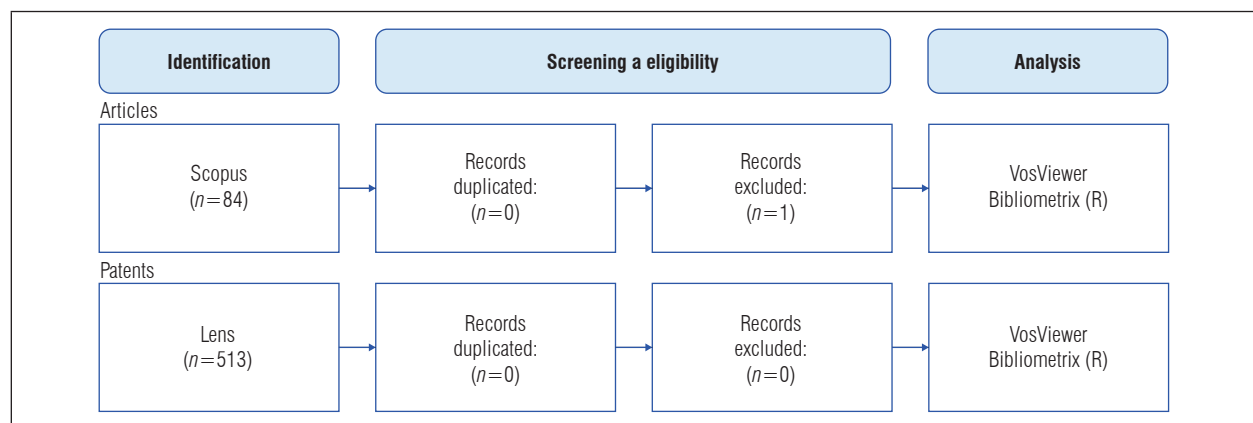 Identification
Screening a eligibility
Analysis
Articles
Scopus
(n=84)
Records
duplicated:
(n=0)
Records
excluded:
(n=1)
VosViewer
Bibliometrix (R)
Patents
Lens
(n=513)
Records
duplicated:
(n=0)
Records
excluded:
(n=0)
VosViewer
Bibliometrix (R)